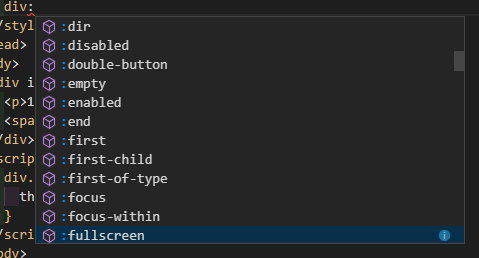 div:
/styl
:dir
ead>
:disabled
dy>
:double-button
div i
:empty
<p>1
:enabled
<spa
:end
/div>
:first
scrip
:first-child
div.
:first-of-type
th
:focus
}
:focus-within
/scri
:fullscreen
ody>